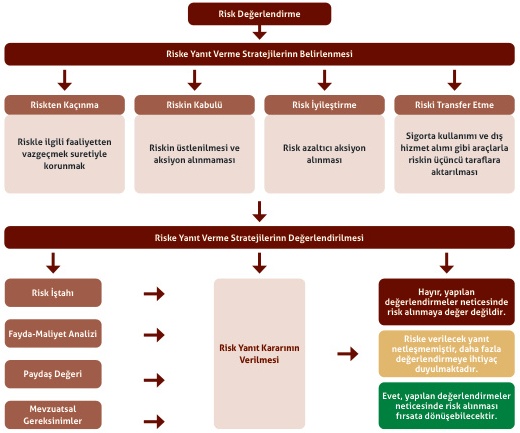 Risk Değerlendirme
Riske Yanıt Verme Stratejilerinn Belirlenmesi
Riskten Kaçınma
Riskle ilgili faaliyetten
vazgeçmek suretiyle
korunmak
Riskin Kabulü
Riskin üstlenilmesi ve
aksiyon alınmaması
Risk İyileştirme
Risk azaltıcı aksiyon
alınması
Riski Transfer Etme
Sigorta kullanımı ve dış
hizmet alımı gibi araçlarla
riskin üçüncü taraflara
aktarılması
Riske Yanıt Verme Stratejilerinn Değerlendirilmesi
Risk İştahı
Fayda-Maliyet Analizi
Paydaş Değeri
Mevzuatsal
Gereksinimler
Risk Yanıt Kararının
Verilmesi
Hayır, yapılan
değerlendirmeler neticesinde
risk alınmaya değer değildir.
Riske verilecek yanıt
netleşmemiştir, daha fazla
değerlendirmeye ihtiyaç
duyulmaktadır.
Evet, yapılan değerlendirmeler
neticesinde risk alınması
fırsata dönüşebilecektir.